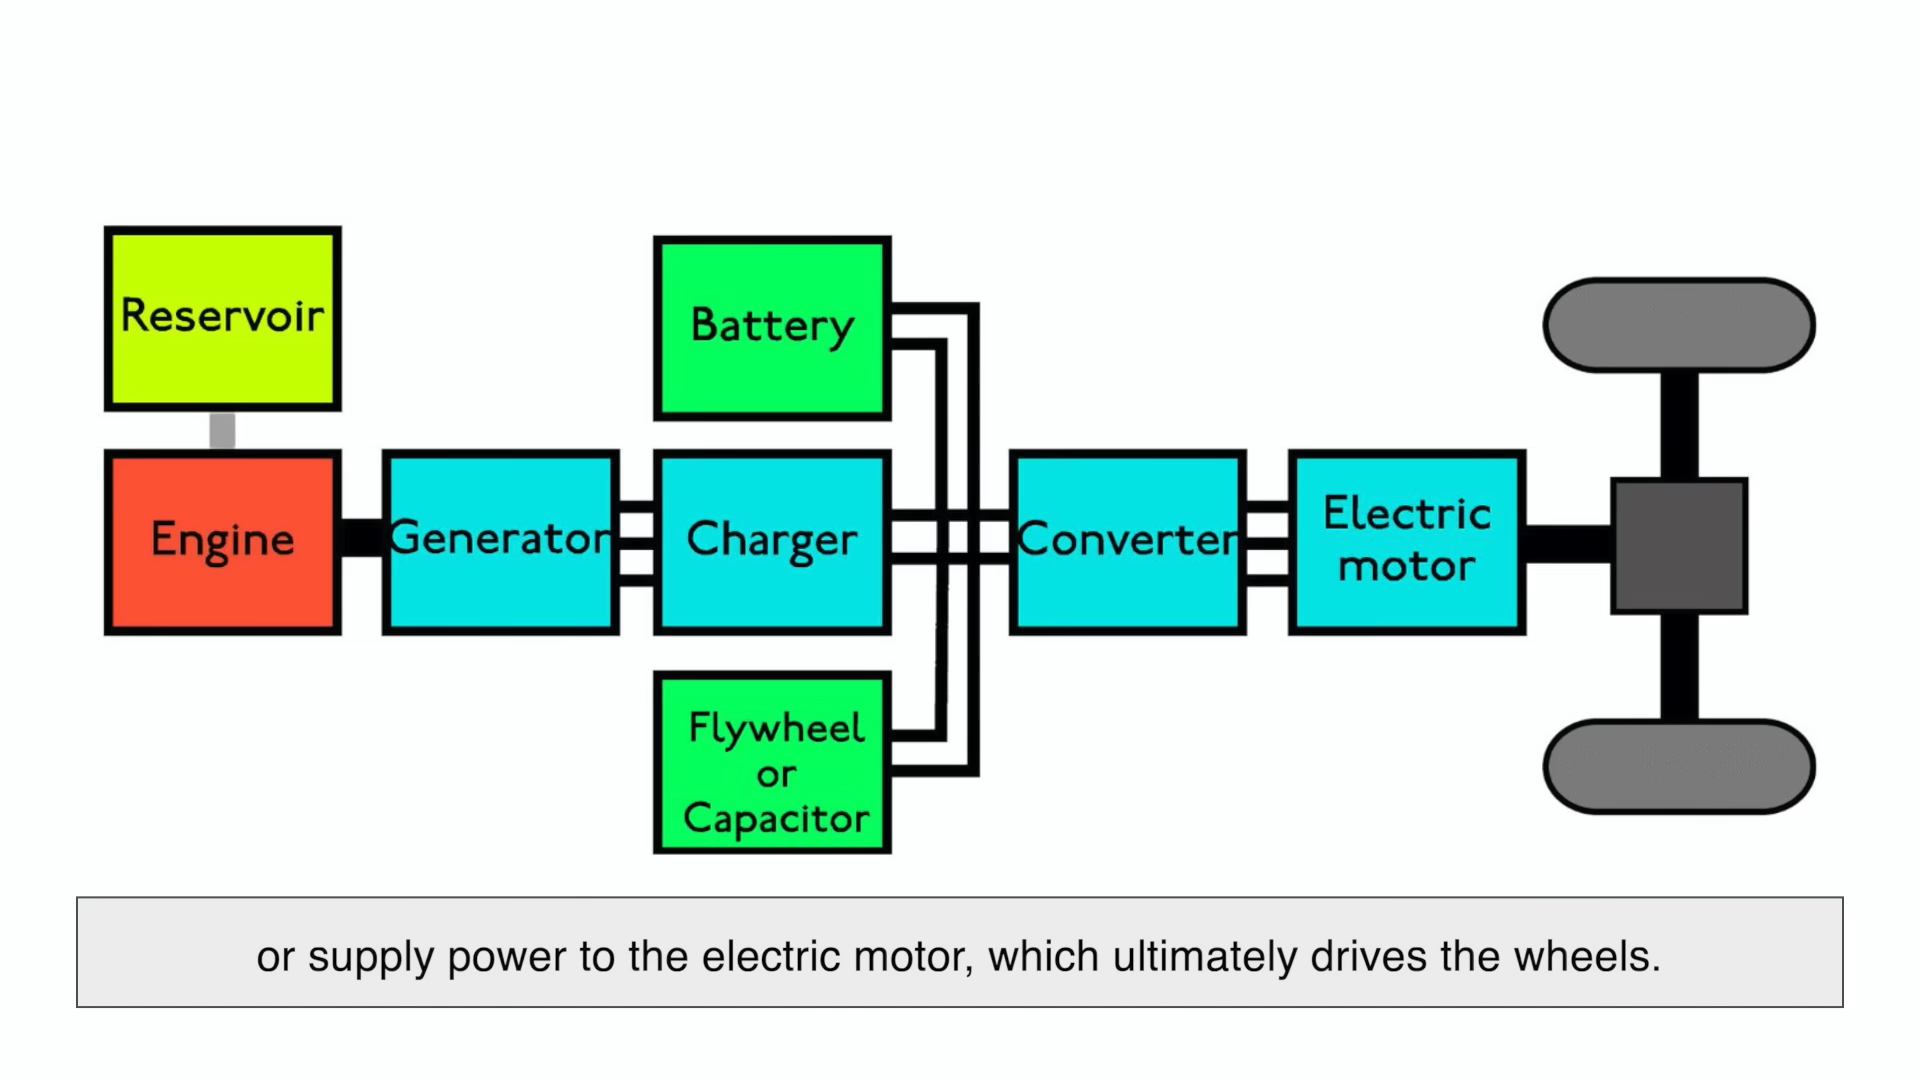 Reservoir
Battery
Engine
Generator
Charger
Converter
Electric
motor
Flywheel
or
Capacitor
or supply power to the electric motor, which ultimately drives the wheels.